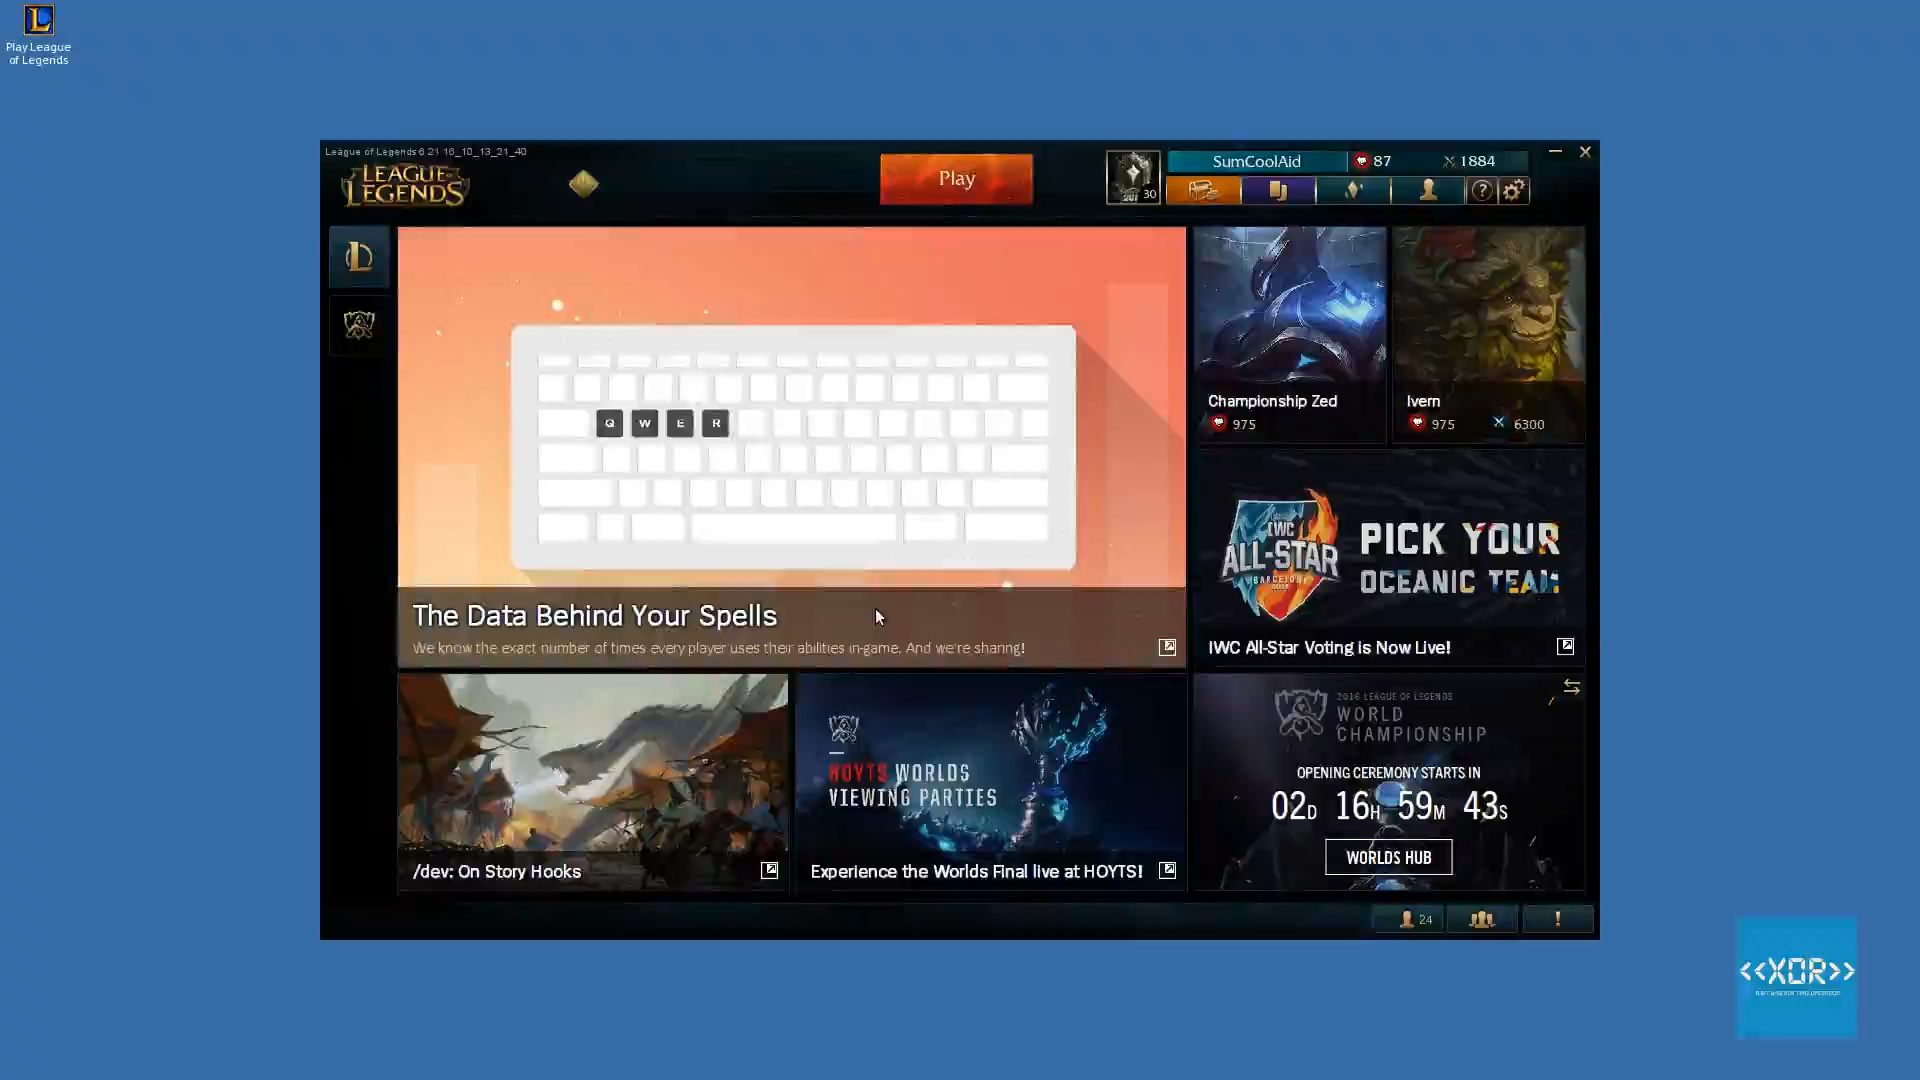 Play League
of Legends
League of Legends 6.21 16_10_13_21_40
LEAGUE OF
LEGENDS
Play
30
SumCoolAid
87
1884
?
L
Q W E R
The Data Behind Your Spells
We know the exact number of times every player uses their abilities in-game. And we're sharing!
Championship Zed
975
Ivern
975
6300
IWC
ALL-STAR
BARCELONA
PICK YOUR
OCEANIC TEAM
IWC All-Star Voting is Now Live!
/dev: On Story Hooks
HOYTS WORLDS
VIEWING PARTIES
Experience the Worlds Final live at HOYTS!
2016 LEAGUE OF LEGENDS
WORLD
CHAMPIONSHIP
OPENING CEREMONY STARTS IN
02D 16H 59M 43S
WORLDS HUB
24
!
<<XOR>>